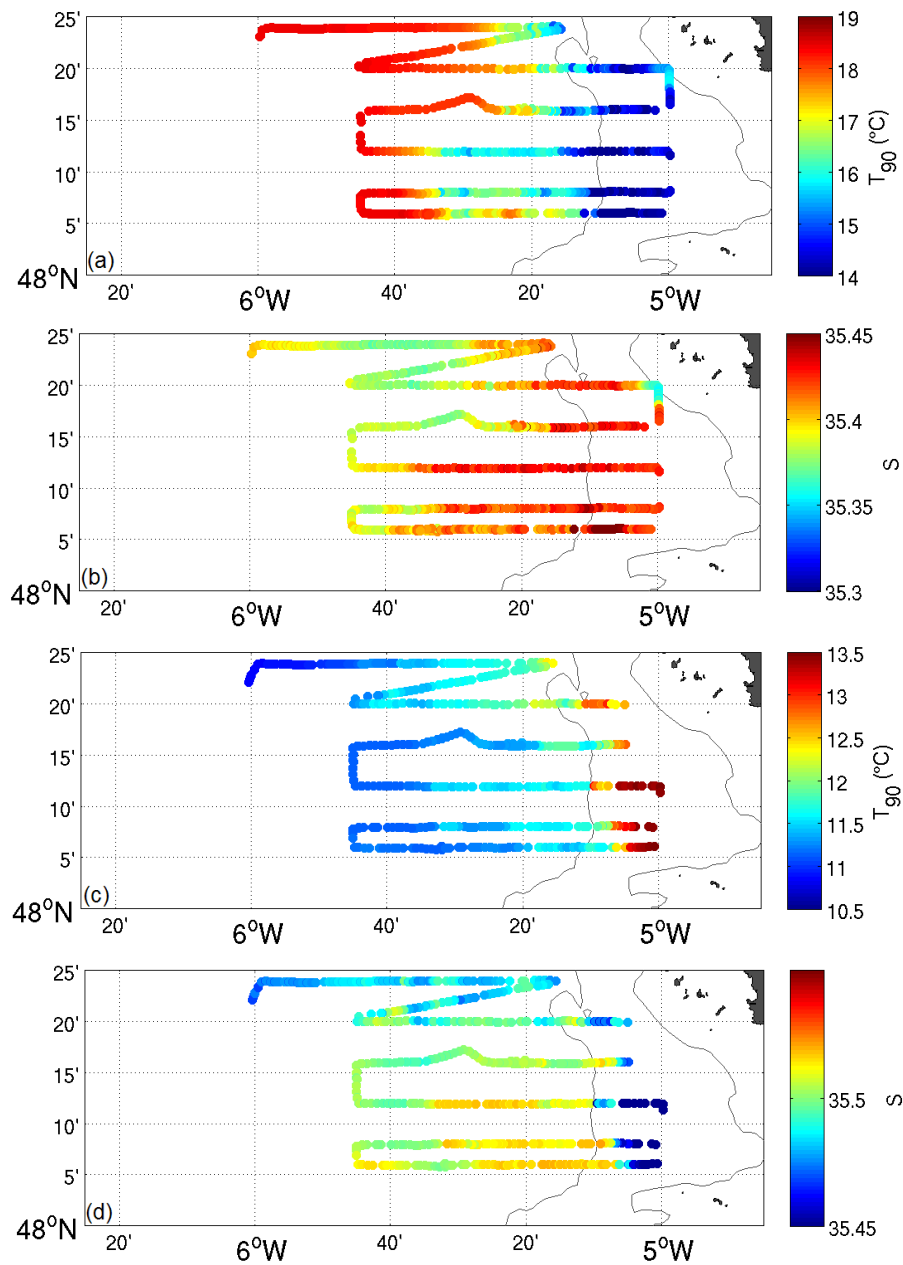 25'
20'
15'
10'
5'
48°N
(a)
20'
6°W
40'
20'
5°W
19
18
17
16
15
14
T90 (°C)
25'
20'
15'
10'
5'
48°N
(b)
20'
6°W
40'
20'
5°W
35.45
35.4
35.35
35.3
S
25'
20'
15'
10'
5'
48°N
(c)
20'
6°W
40'
20'
5°W
13.5
13
12.5
12
11.5
11
10.5
T90 (°C)
25'
20'
15'
10'
5'
48°N
(d)
20'
6°W
40'
20'
5°W
35.5
35.45
S